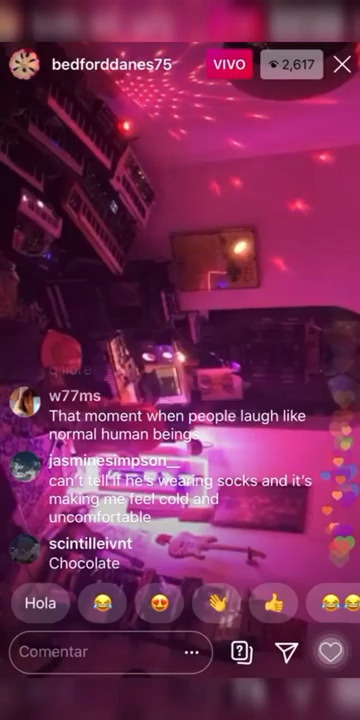 bedforddanes75
VIVO
2,617
w77ms
That moment when people laugh like
normal human beings
jasminesimpson__
can't tell if he's wearing socks and it's
making me feel cold and
uncomfortable
scintilleivnt
Chocolate
Hola
Comentar